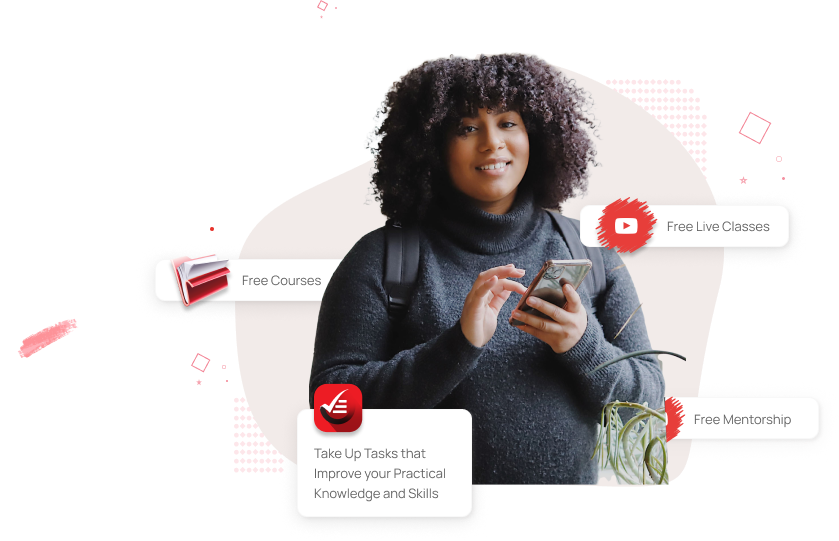 Free Live Classes
Free Courses
Free Mentorship
Take Up Tasks that
Improve your Practical
Knowledge and Skills